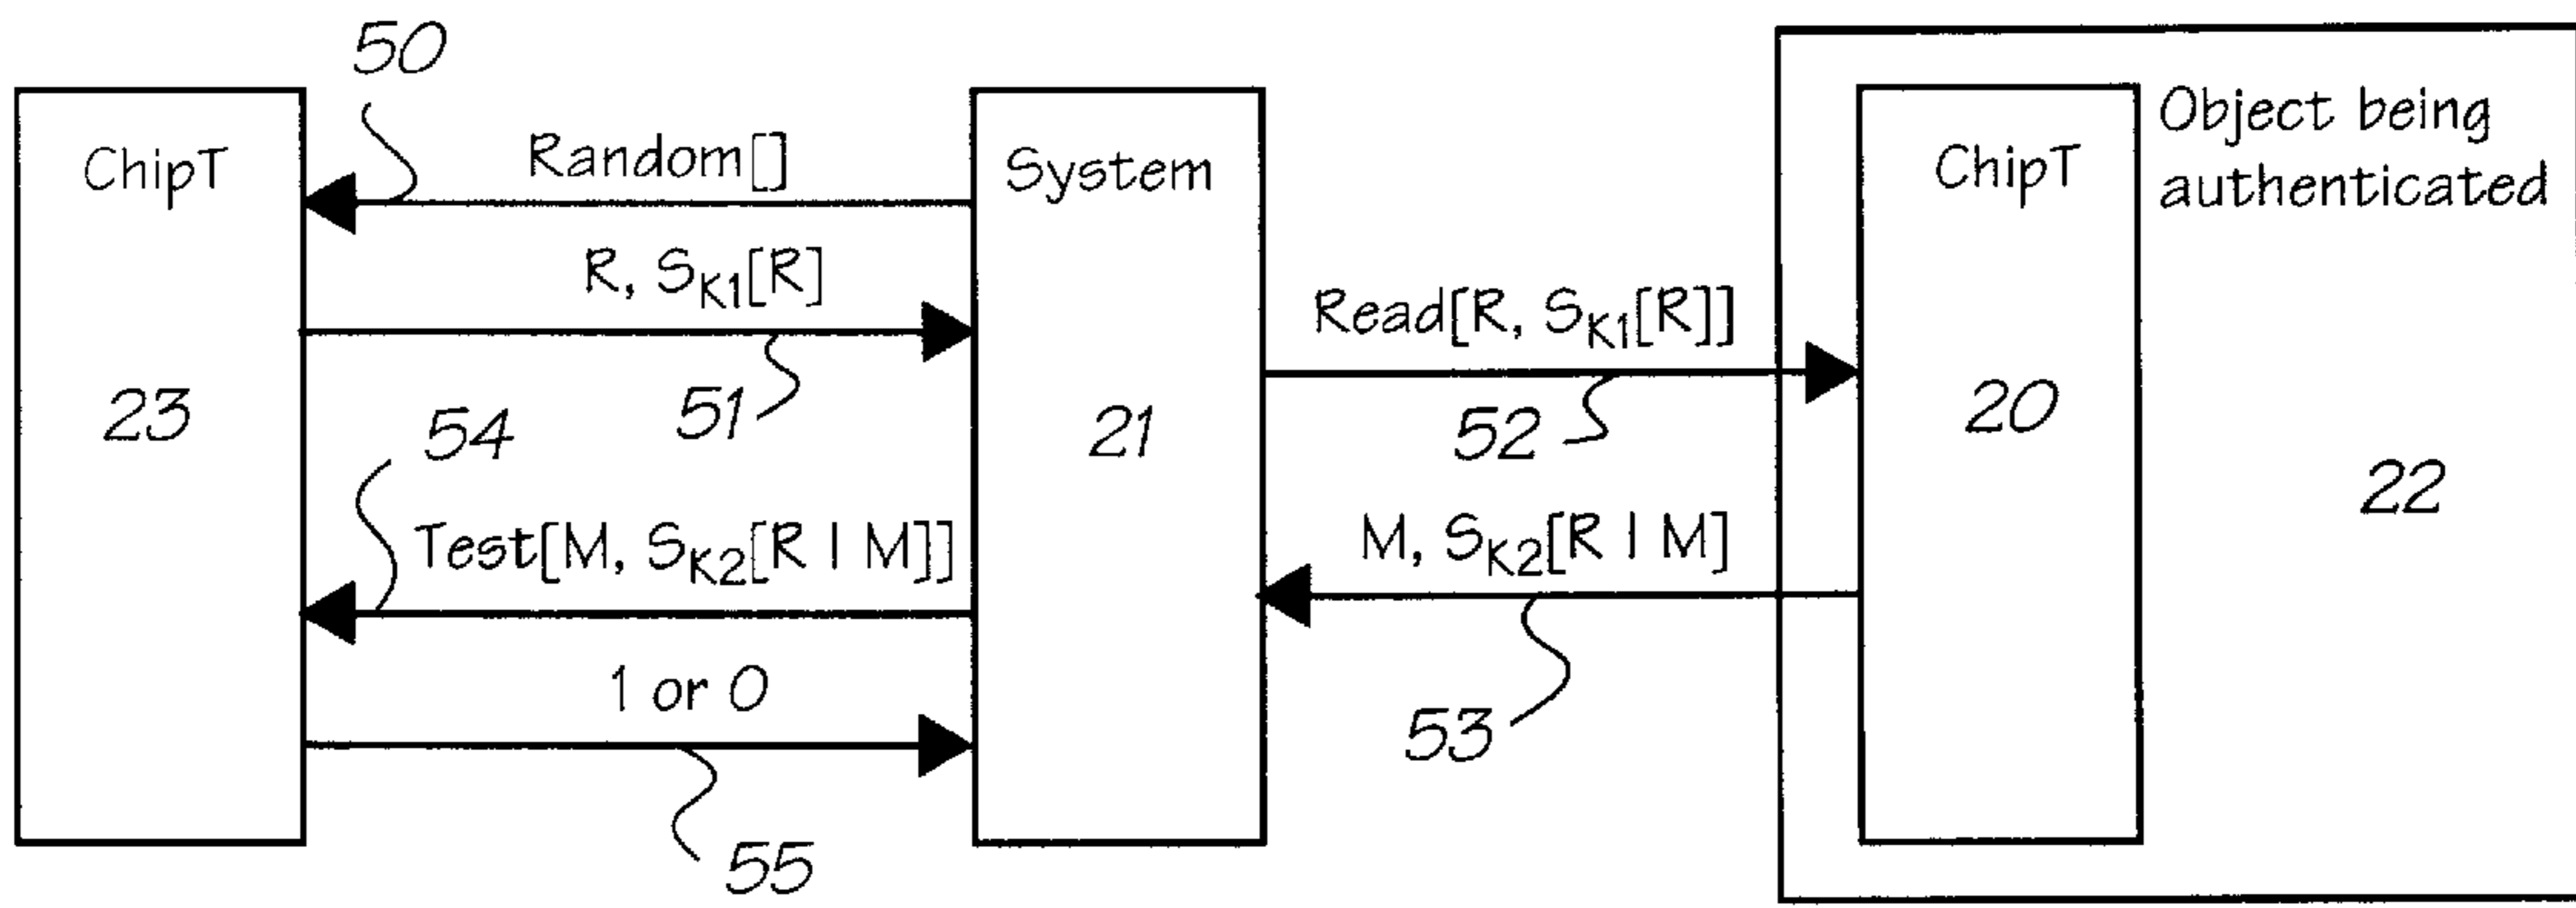 50
ChipT
23
Random[]
R, SK1[R]
51
54
Test[M, SK2[R | M]]
1 or 0
55
System
21
Read[R, SK1[R]]
52
M, SK2[R | M]
53
ChipT
20
Object being
authenticated
22